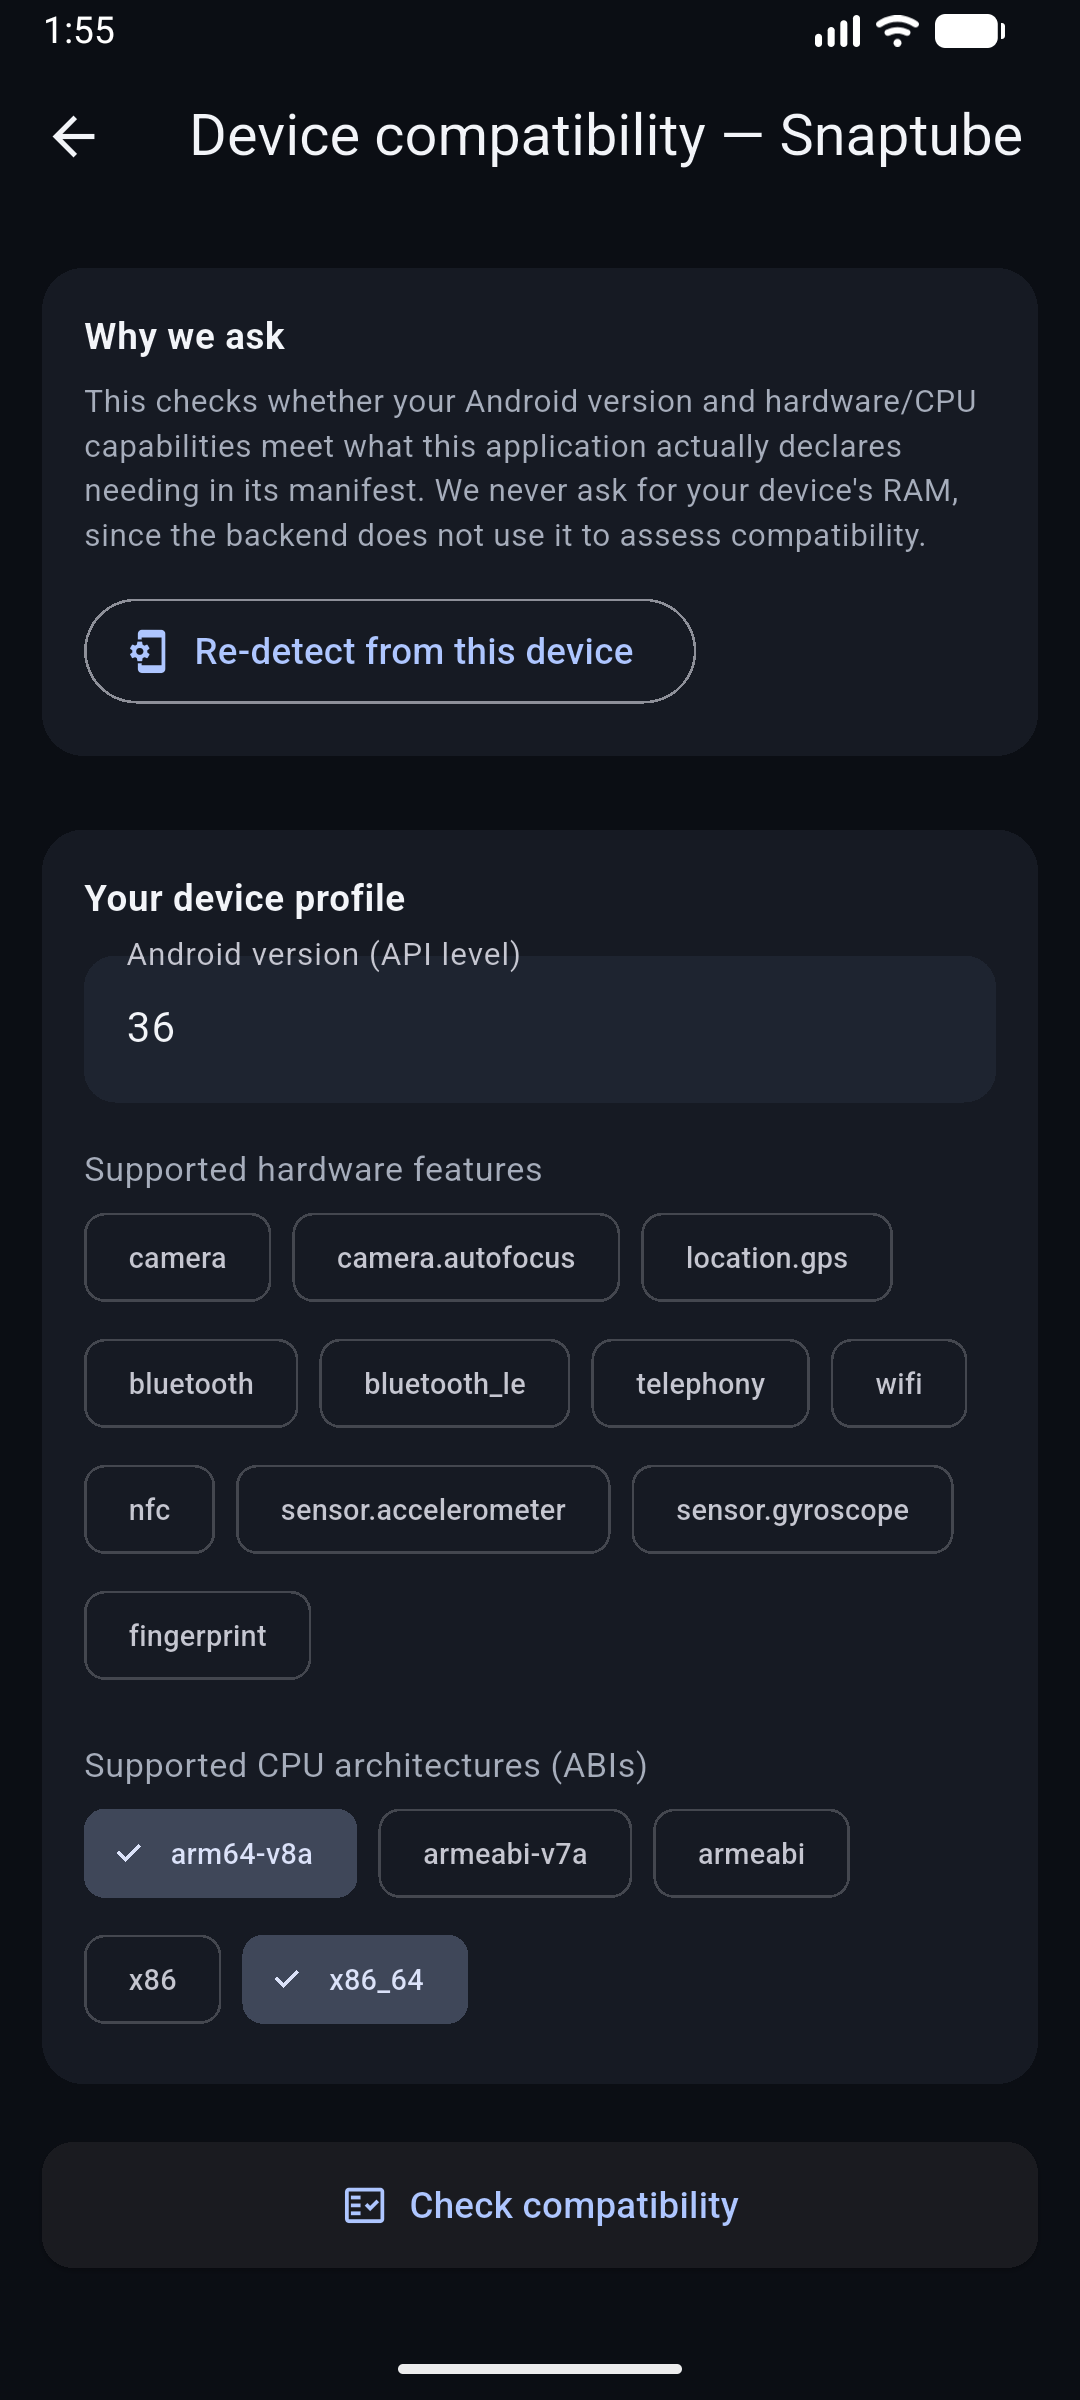 1:55
Device compatibility — Snaptube
Why we ask
This checks whether your Android version and hardware/CPU
capabilities meet what this application actually declares
needing in its manifest. We never ask for your device's RAM,
since the backend does not use it to assess compatibility.
Re-detect from this device
Your device profile
Android version (API level)
36
Supported hardware features
camera camera.autofocus location.gps
bluetooth bluetooth_le telephony wifi
nfc sensor.accelerometer sensor.gyroscope
fingerprint
Supported CPU architectures (ABIs)
arm64-v8a armeabi-v7a armeabi
x86 x86_64
Check compatibility